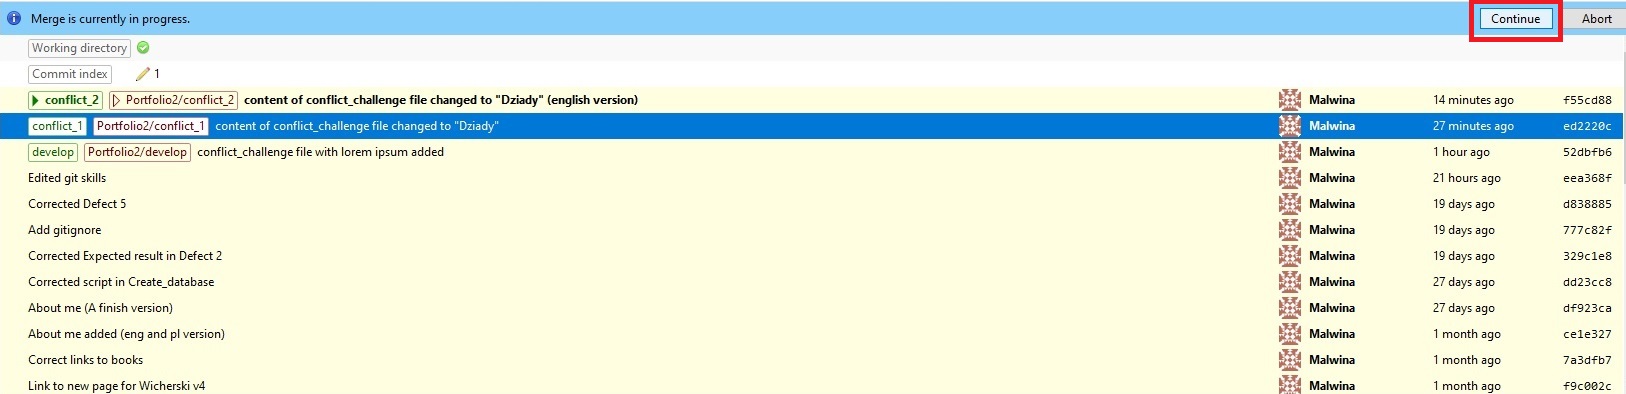 Merge is currently in progress. Continue Abort
Working directory
Commit index 1
conflict_2 Portfolio2/conflict_2 content of conflict_challenge file changed to "Dziady" (english version) Malwina 14 minutes ago f55cd88
conflict_1 Portfolio2/conflict_1 content of conflict_challenge file changed to "Dziady" Malwina 27 minutes ago ed2220c
develop Portfolio2/develop conflict_challenge file with lorem ipsum added Malwina 1 hour ago 52dbfb6
Edited git skills Malwina 21 hours ago eea368f
Corrected Defect 5 Malwina 19 days ago d838885
Add gitignore Malwina 19 days ago 777c82f
Corrected Expected result in Defect 2 Malwina 19 days ago 329c1e8
Corrected script in Create_database Malwina 27 days ago dd23cc8
About me (A finish version) Malwina 27 days ago df923ca
About me added (eng and pl version) Malwina 1 month ago ce1e327
Correct links to books Malwina 1 month ago 7a3dfb7
Link to new page for Wicherski v4 Malwina 1 month ago f9c002c